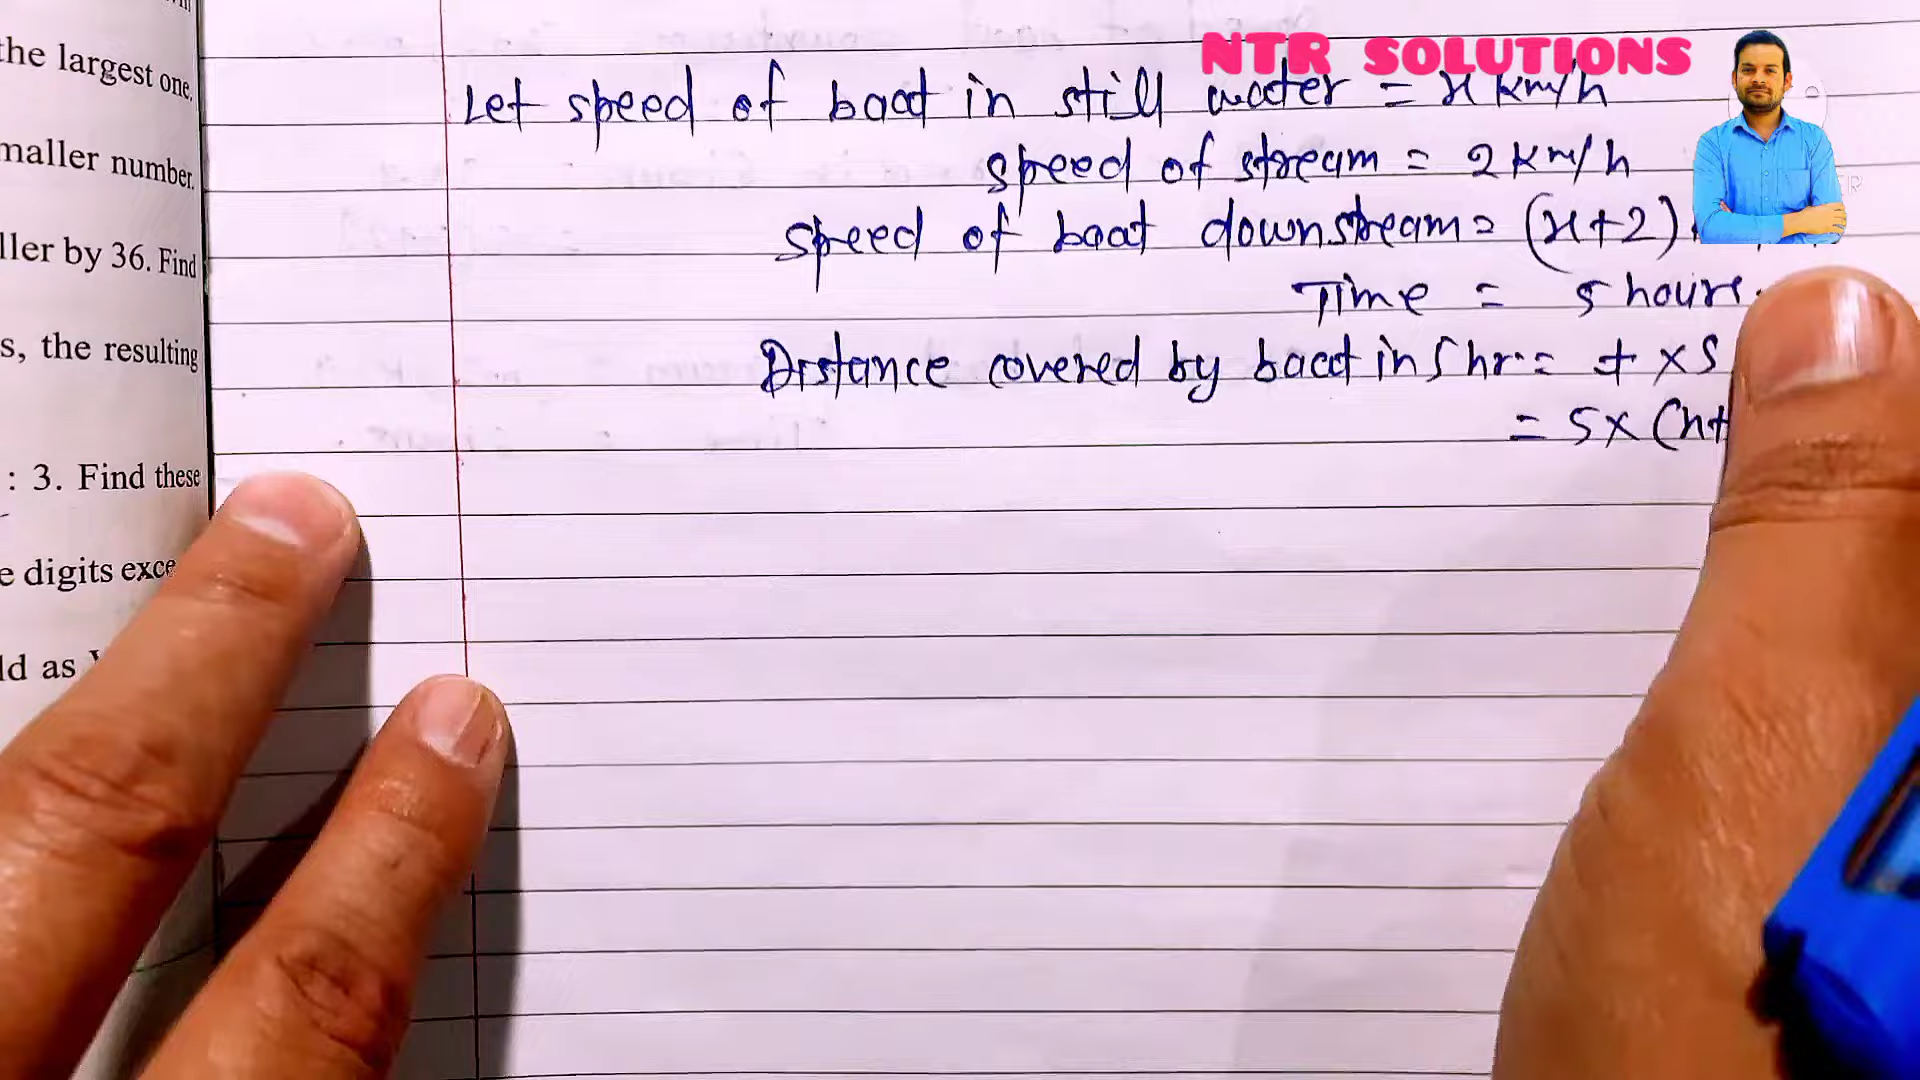 the largest one.
maller number.
ller by 36. Find
s, the resulting
: 3. Find these
e digits exce
ld as
NTR SOLUTIONS
Let speed of boat in still water = x km/h
speed of stream = 2 km/h
speed of boat downstream = (x+2)
Time = 5 hours.
Distance covered by boat in 5 hr. = t × S
= 5 × (x+